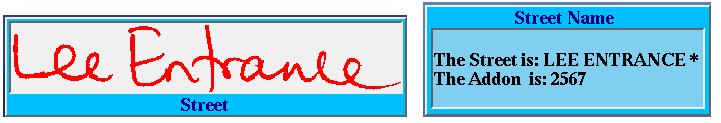 Lee Entrance
Street
Street Name
The Street is: LEE ENTRANCE *
The Addon is: 2567